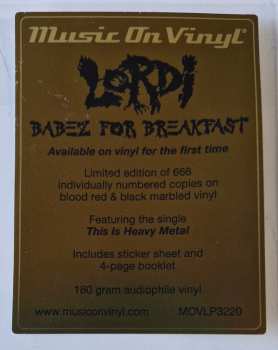 Music On Vinyl®
LORDI
BABEZ FOR BREAKFAST
Available on vinyl for the first time
Limited edition of 666
individually numbered copies on
blood red & black marbled vinyl
Featuring the single
This Is Heavy Metal
Includes sticker sheet and
4-page booklet
180 gram audiophile vinyl
www.musiconvinyl.com MOVLP3220